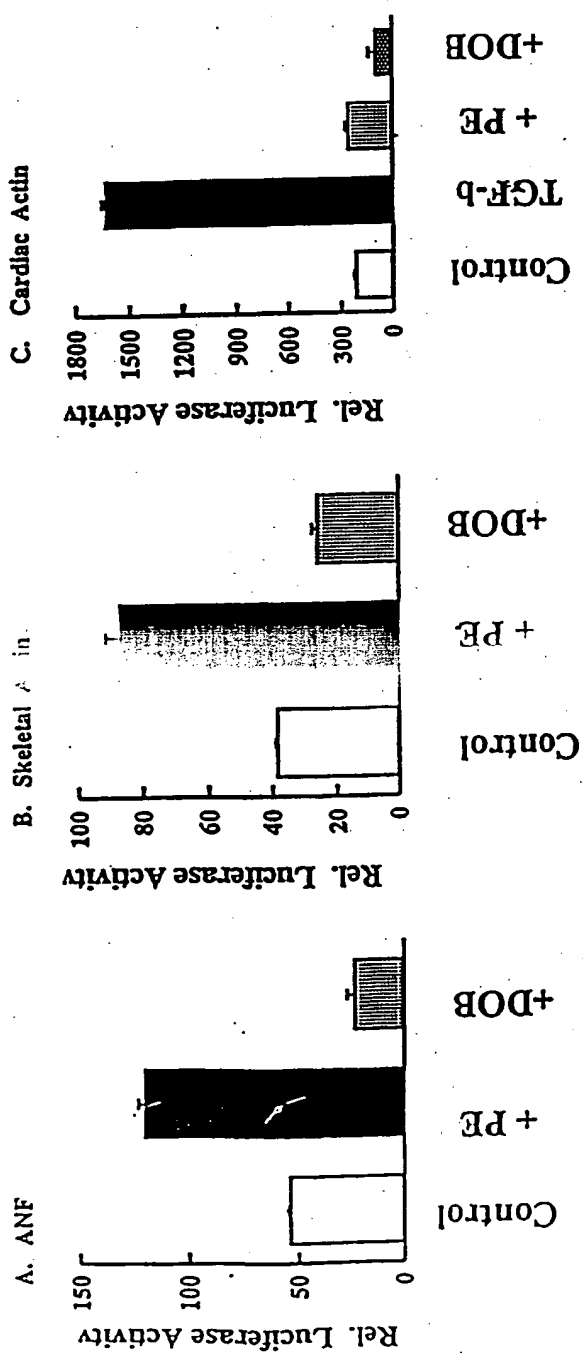 A. ANF
Rel. Luciferase Activity
150
100
50
0
Control
+ PE
+DOB
B. Skeletal A in
Rel. Luciferase Activity
100
80
60
40
20
0
Control
+ PE
+DOB
C. Cardiac Actin
Rel. Luciferase Activity
1800
1500
1200
900
600
300
0
Control
TGF-b
+ PE
+DOB